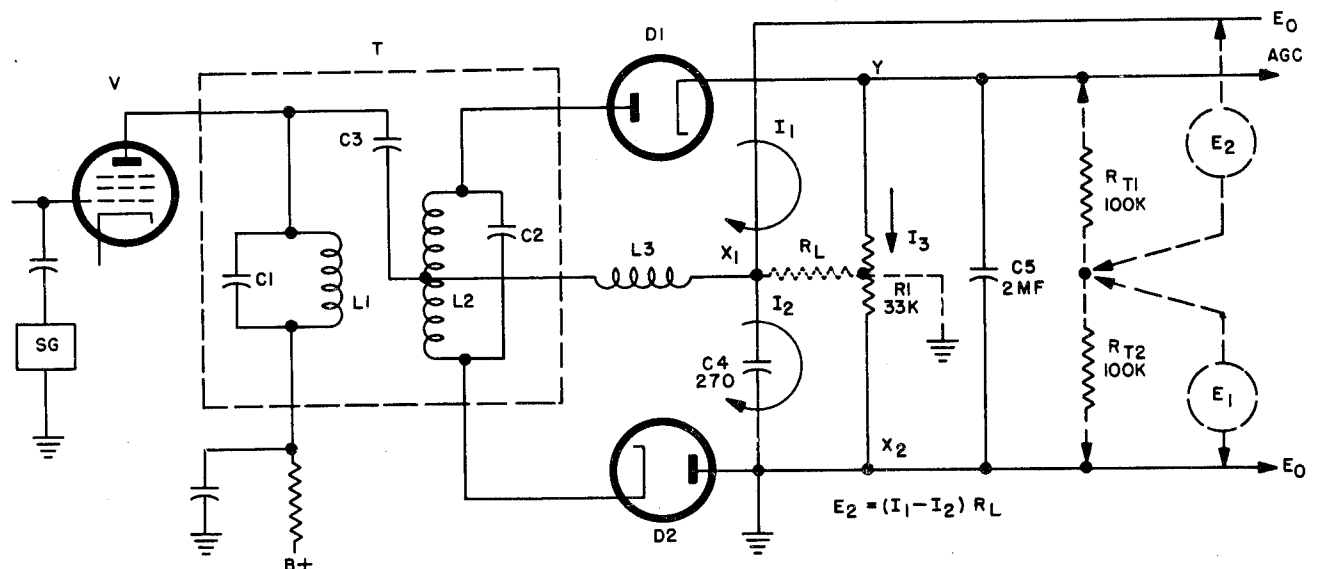 E0
AGC
D1
T
V
Y
C3
I1
E2
RT1
100K
C2
L3
X1
RL
I3
C1
L1
L2
R1
33K
C5
2MF
I2
SG
C4
270
RT2
100K
E1
X2
E0
E2 = (I1-I2) RL
D2
B+